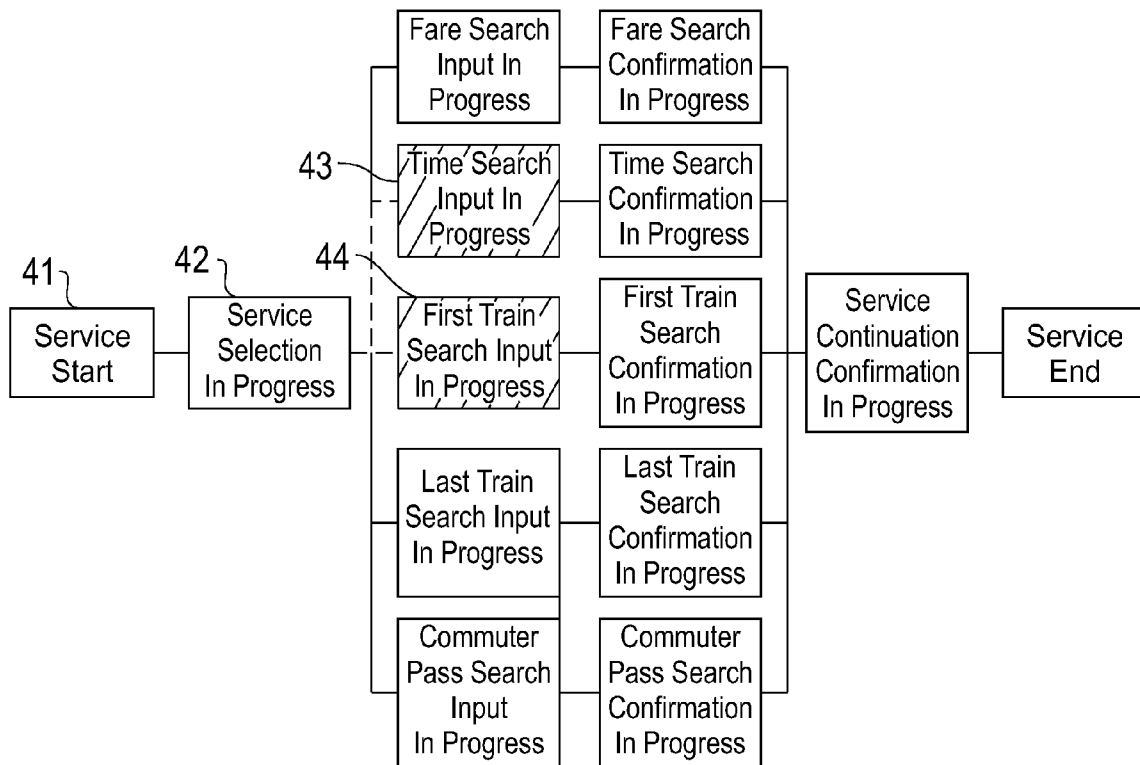 Fare Search
Input In
Progress
Fare Search
Confirmation
In Progress
43
Time Search
Input In
Progress
Time Search
Confirmation
In Progress
41
Service
Start
42
Service
Selection
In Progress
44
First Train
Search Input
In Progress
First Train
Search
Confirmation
In Progress
Service
Continuation
Confirmation
In Progress
Service
End
Last Train
Search Input
In Progress
Last Train
Search
Confirmation
In Progress
Commuter
Pass Search
Input
In Progress
Commuter
Pass Search
Confirmation
In Progress